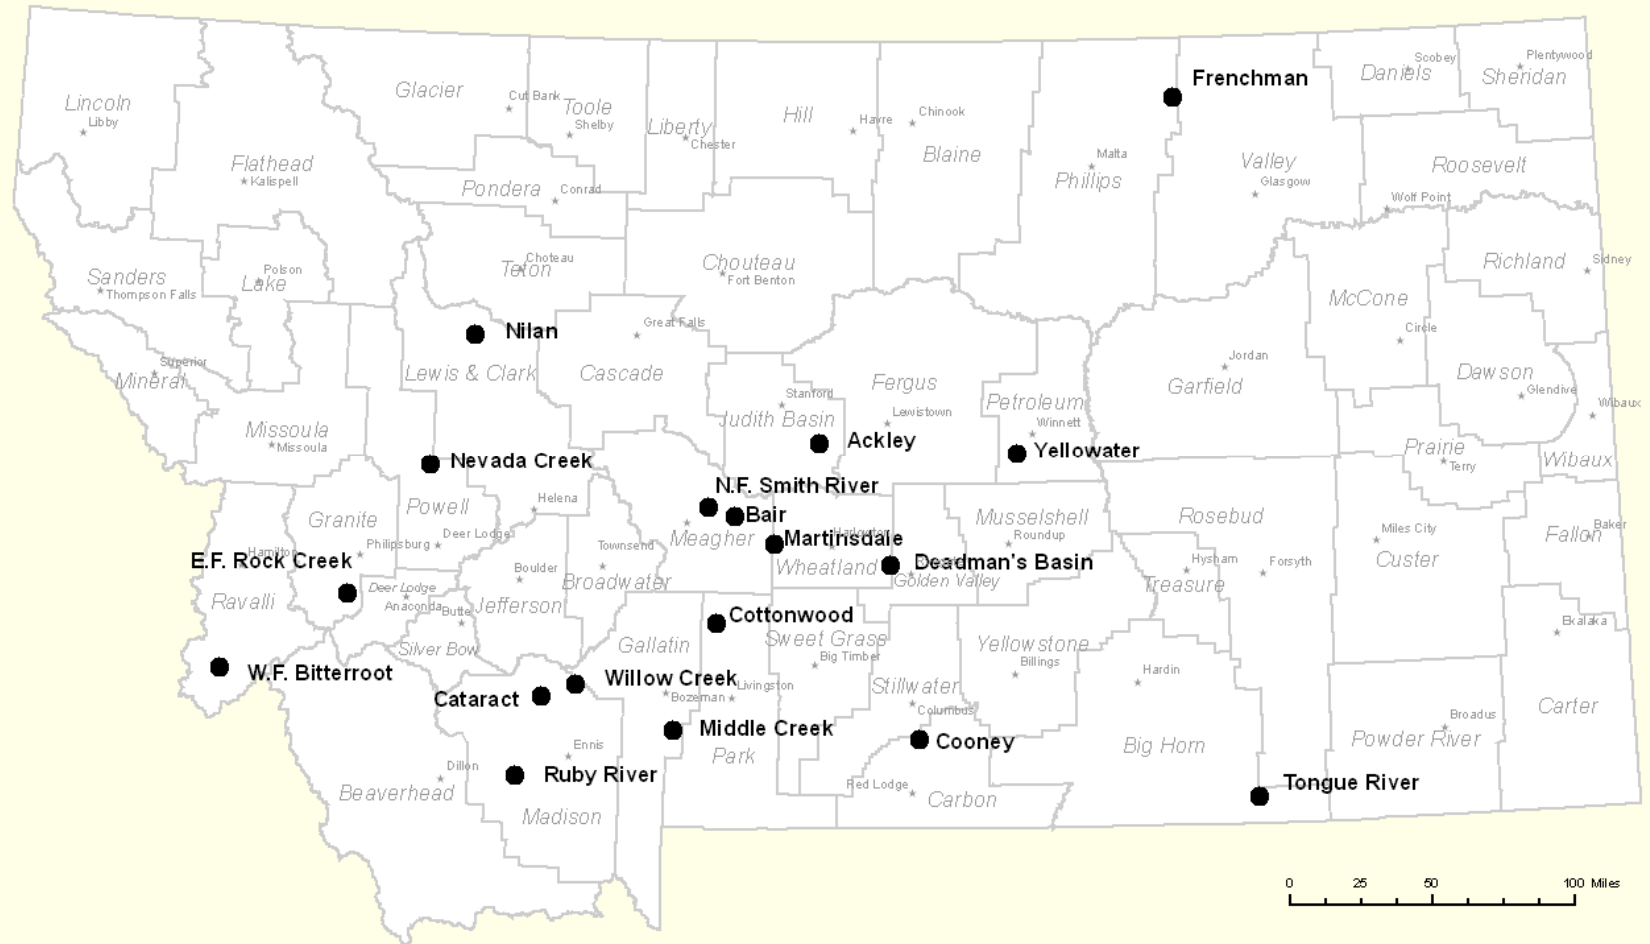 Plentywood
Scobey
Daniels
Sheridan
Frenchman
Glacier
Cut Bank
Toole
Shelby
Lincoln
Libby
Hill
Havre
Chinook
Liberty
Chester
Blaine
Malta
Phillips
Valley
Glasgow
Roosevelt
Wolf Point
Flathead
Kalispell
Pondera
Conrad
Choteau
Teton
Chouteau
Fort Benton
Richland
Sidney
Sanders
Thompson Falls
Polson
Lake
McCone
Circle
Nilan
Great Falls
Lewis & Clark
Cascade
Superior
Mineral
Jordan
Garfield
Dawson
Glendive
Wibaux
Fergus
Lewistown
Stanford
Judith Basin
Petroleum
Winnett
Missoula
Missoula
Ackley
Yellowater
Prairie
Terry
Wibaux
Nevada Creek
N.F. Smith River
Bair
Helena
Powell
Deer Lodge
Granite
Philipsburg
Musselshell
Roundup
Rosebud
Miles City
Custer
Fallon
Baker
Meagher
Martinsdale
Harlowton
Wheatland
Deadman's Basin
Golden Valley
Townsend
Broadwater
Boulder
Jefferson
Hamilton
E.F. Rock Creek
Ravalli
Deer Lodge
Anaconda
Butte
Silver Bow
Hysham
Treasure
Forsyth
Cottonwood
Sweet Grass
Big Timber
Gallatin
Yellowstone
Billings
Ekalaka
W.F. Bitterroot
Willow Creek
Cataract
Bozeman
Livingston
Stillwater
Columbus
Hardin
Carter
Middle Creek
Park
Cooney
Big Horn
Broadus
Powder River
Ennis
Ruby River
Madison
Dillon
Beaverhead
Red Lodge
Carbon
Tongue River
0 25 50 100 Miles